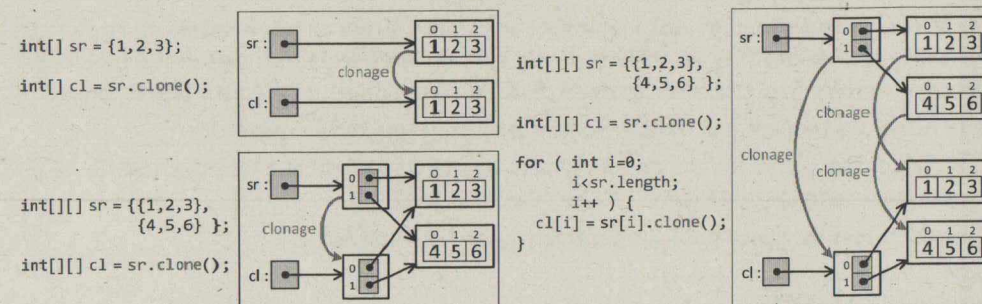 int[] sr = {1,2,3};
int[] cl = sr.clone();
sr :
0 1 2
1 2 3
clonage
cl :
0 1 2
1 2 3
int[][] sr = {{1,2,3},
{4,5,6} };
int[][] cl = sr.clone();
sr :
0
1
0 1 2
1 2 3
clonage
0 1 2
4 5 6
cl :
0
1
int[][] sr = {{1,2,3},
{4,5,6} };
int[][] cl = sr.clone();
for ( int i=0;
i<sr.length;
i++ ) {
cl[i] = sr[i].clone();
}
sr :
0
1
0 1 2
1 2 3
0 1 2
4 5 6
clonage
clonage
clonage
0 1 2
1 2 3
0 1 2
4 5 6
cl :
0
1